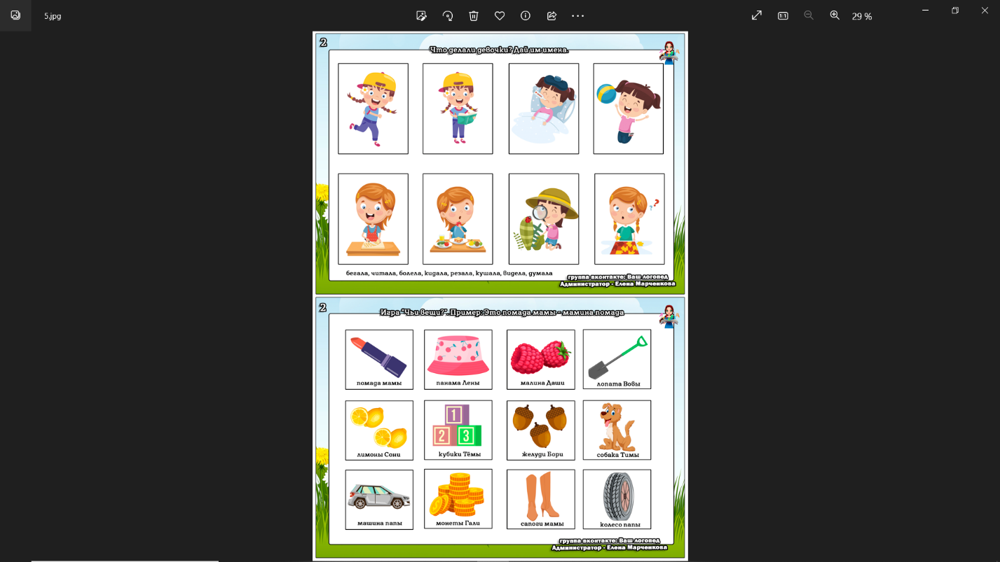 5.jpg
29 %
2
Что делали девочки? Дай им имена.
бегала, читала, болела, кидала, резала, кушала, видела, думала
группа вконтакте: Ваш логопед
Администратор - Елена Марченкова
2
Игра "Чьи вещи?". Пример: Это помада мамы - мамина помада
помада мамы
панама Лены
малина Даши
лопата Вовы
1
2 3
лимоны Сони
кубики Тёмы
желуди Бори
собака Тимы
машина папы
монеты Гали
сапоги мамы
колесо папы
группа вконтакте: Ваш логопед
Администратор - Елена Марченкова